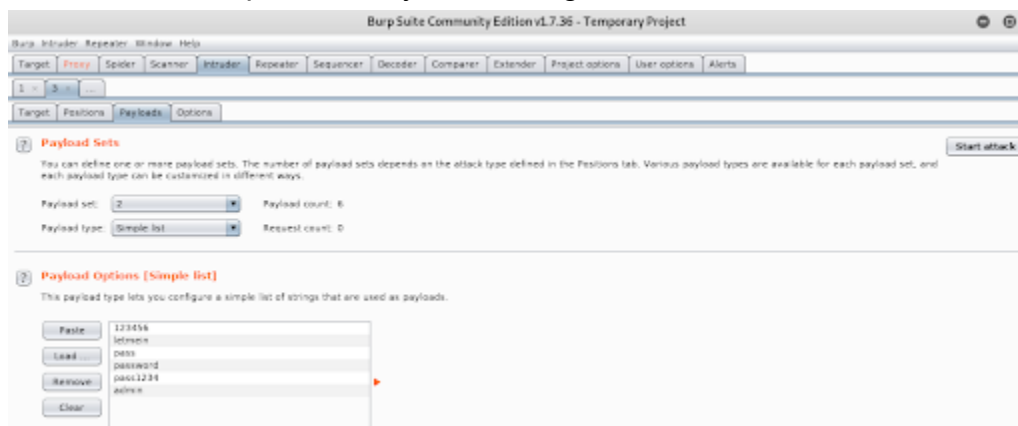 Burp Suite Community Edition v1.7.36 - Temporary Project
Burp Intruder Repeater Window Help
Target Proxy Spider Scanner Intruder Repeater Sequencer Decoder Comparer Extender Project options User options Alerts
1 × 3 × ...
Target Positions Payloads Options
? Payload Sets
Start attack
You can define one or more payload sets. The number of payload sets depends on the attack type defined in the Positions tab. Various payload types are available for each payload set, and
each payload type can be customized in different ways.
Payload set: 2 Payload count: 6
Payload type: Simple list Request count: 0
? Payload Options [Simple list]
This payload type lets you configure a simple list of strings that are used as payloads.
Paste
Load ...
Remove
Clear
123456
letmein
pass
password
pass1234
admin